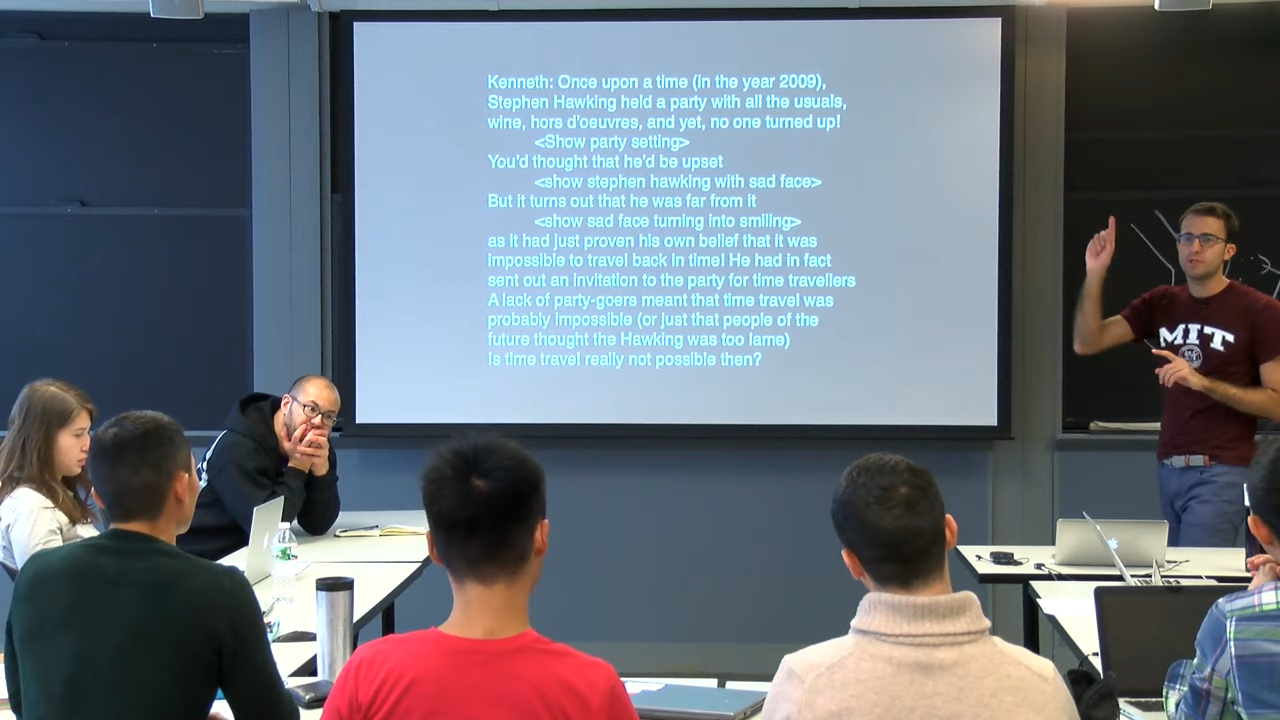 Kenneth: Once upon a time (in the year 2009),
Stephen Hawking held a party with all the usuals,
wine, hors d'oeuvres, and yet, no one turned up!
<Show party setting>
You'd thought that he'd be upset
<show stephen hawking with sad face>
But it turns out that he was far from it
<show sad face turning into smiling>
as it had just proven his own belief that it was
impossible to travel back in time! He had in fact
sent out an invitation to the party for time travellers
A lack of party-goers meant that time travel was
probably impossible (or just that people of the
future thought the Hawking was too lame)
Is time travel really not possible then?
MIT